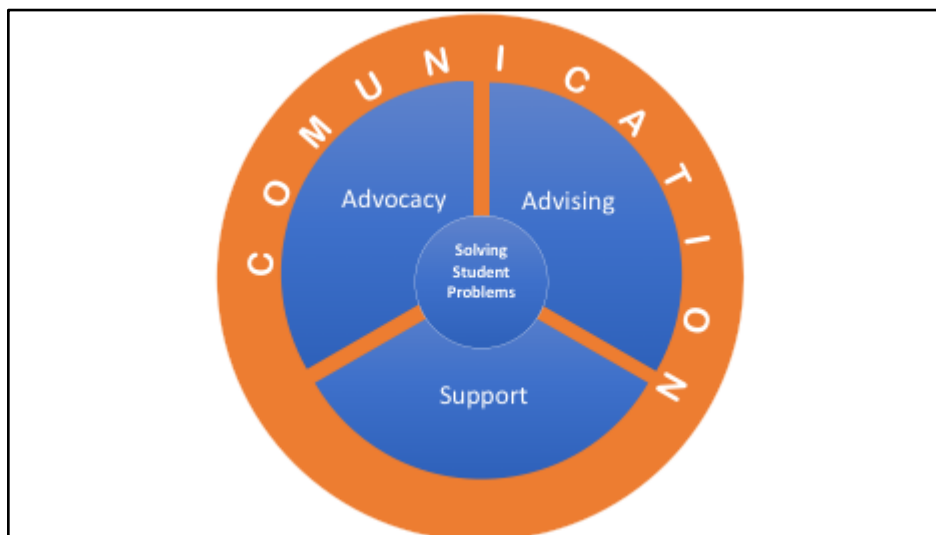 COMUNICATION
Advocacy
Advising
Solving
Student
Problems
Support